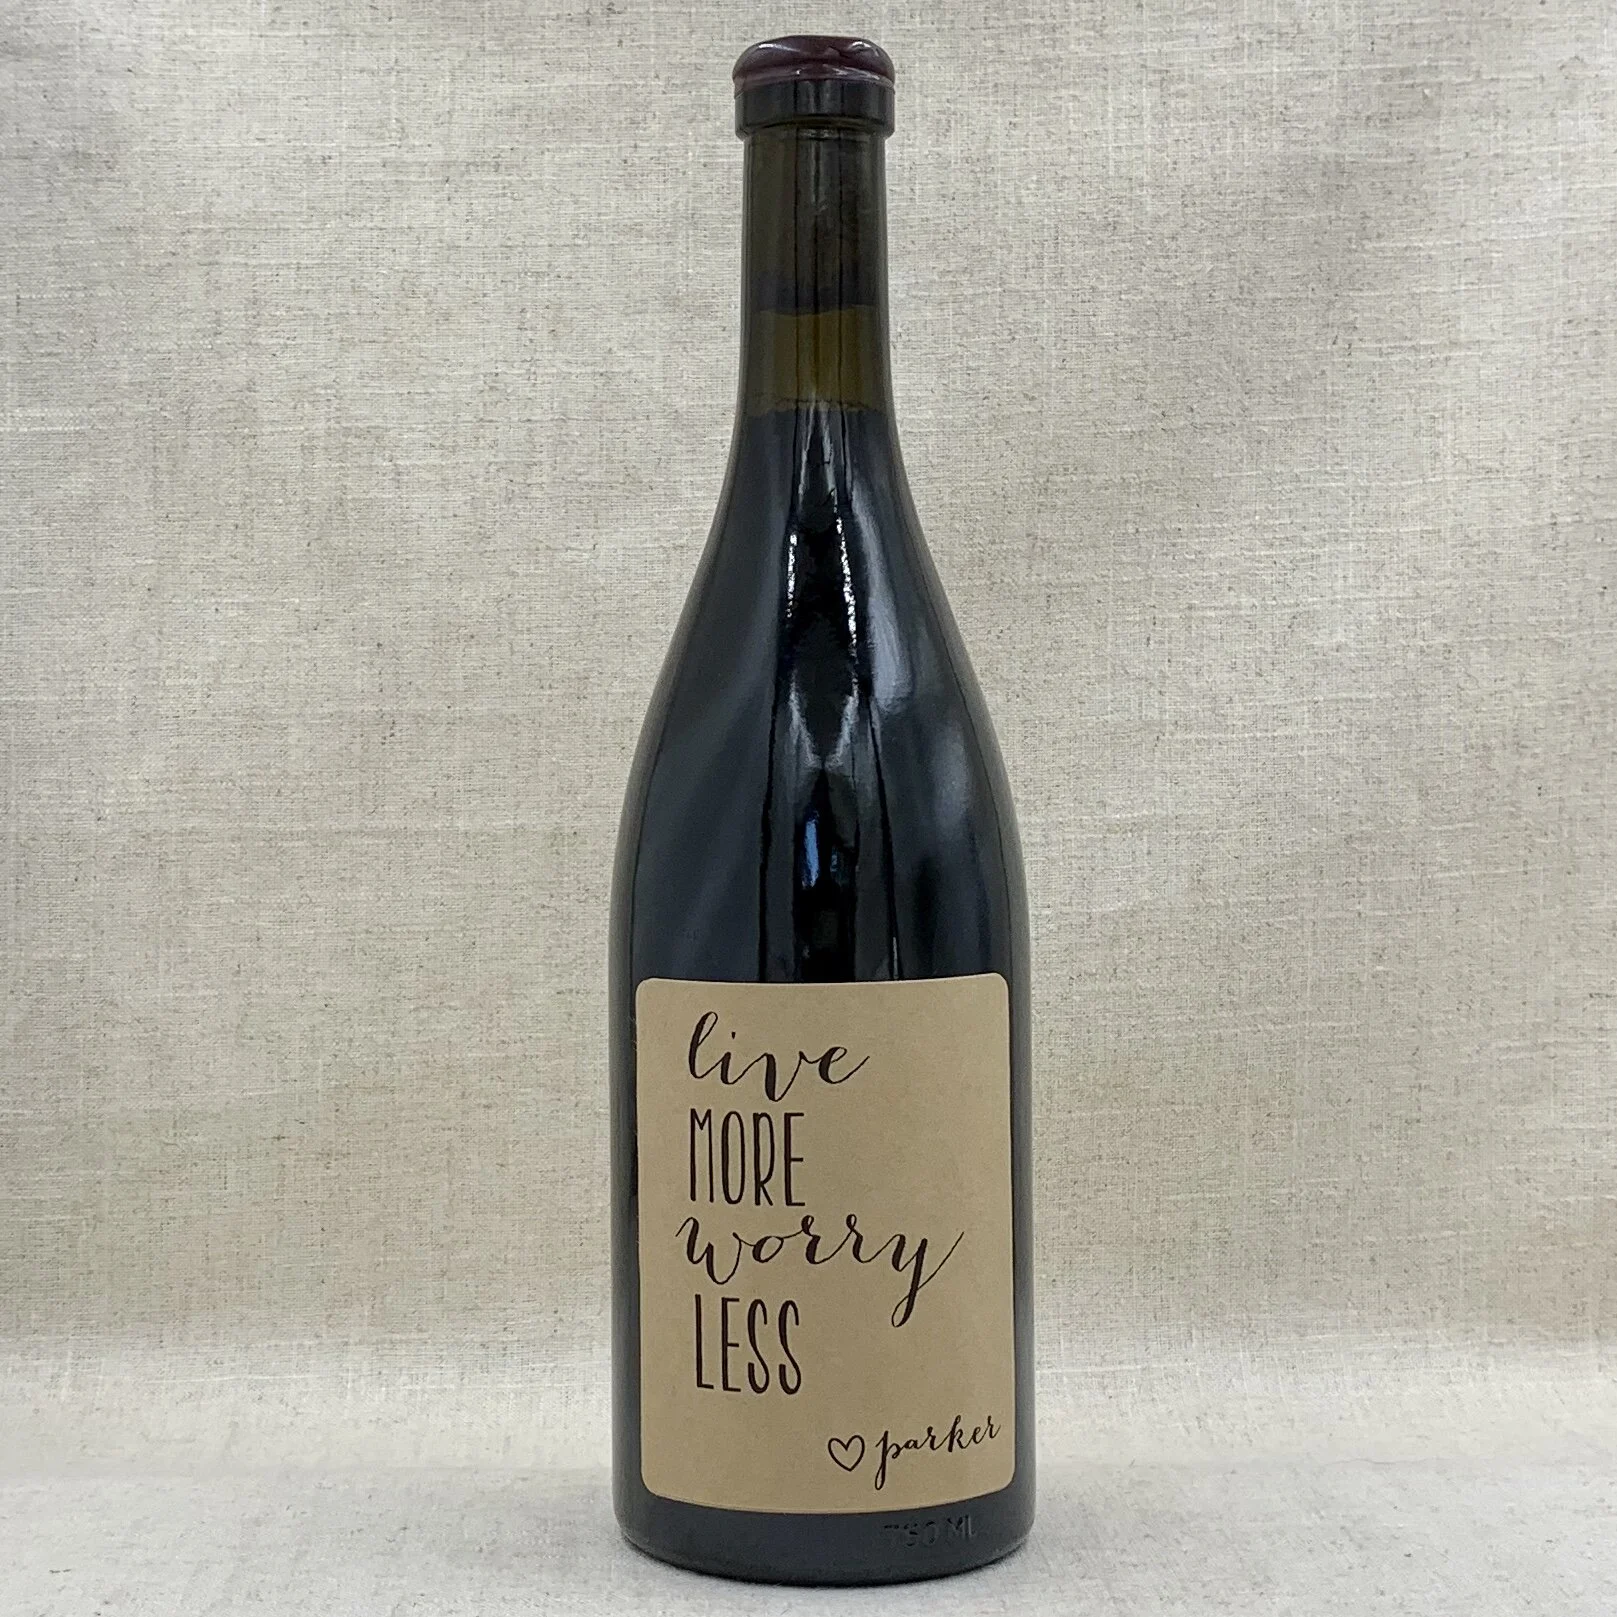 live
MORE
worry
LESS
♡ parker
750 ML